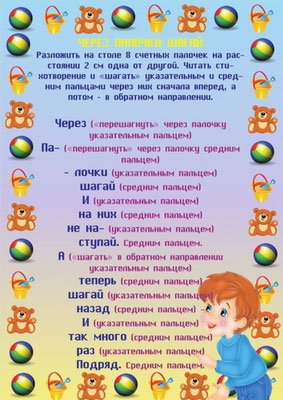 ЧЕРЕЗ ПАЛОЧКИ ШАГАЙ
Разложить на столе 8 счетных палочек на рас-
стоянии 2 см одна от другой. Читать сти-
хотворение и «шагать» указательным и сред-
ним пальцами через них сначала вперед, а
потом - в обратном направлении.
Через («перешагнуть» через палочку
указательным пальцем)
Па- («перешагнуть» через палочку средним
пальцем)
- лочки (указательным пальцем)
шагай (средним пальцем)
И (указательным пальцем)
на них (средним пальцем)
не на- (указательным пальцем)
ступай. Средним пальцем.
А («шагать» в обратном направлении
указательным пальцем)
теперь (средним пальцем)
шагай (указательным пальцем)
назад (средним пальцем)
И (указательным пальцем)
так много (средним пальцем)
раз (указательным пальцем)
Подряд. Средним пальцем.